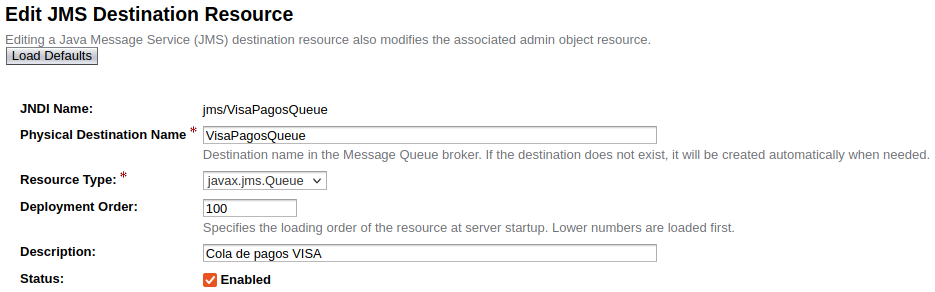 Edit JMS Destination Resource
Editing a Java Message Service (JMS) destination resource also modifies the associated admin object resource.
Load Defaults
JNDI Name: jms/VisaPagosQueue
Physical Destination Name * VisaPagosQueue
Destination name in the Message Queue broker. If the destination does not exist, it will be created automatically when needed.
Resource Type: * javax.jms.Queue
Deployment Order: 100
Specifies the loading order of the resource at server startup. Lower numbers are loaded first.
Description: Cola de pagos VISA
Status: Enabled